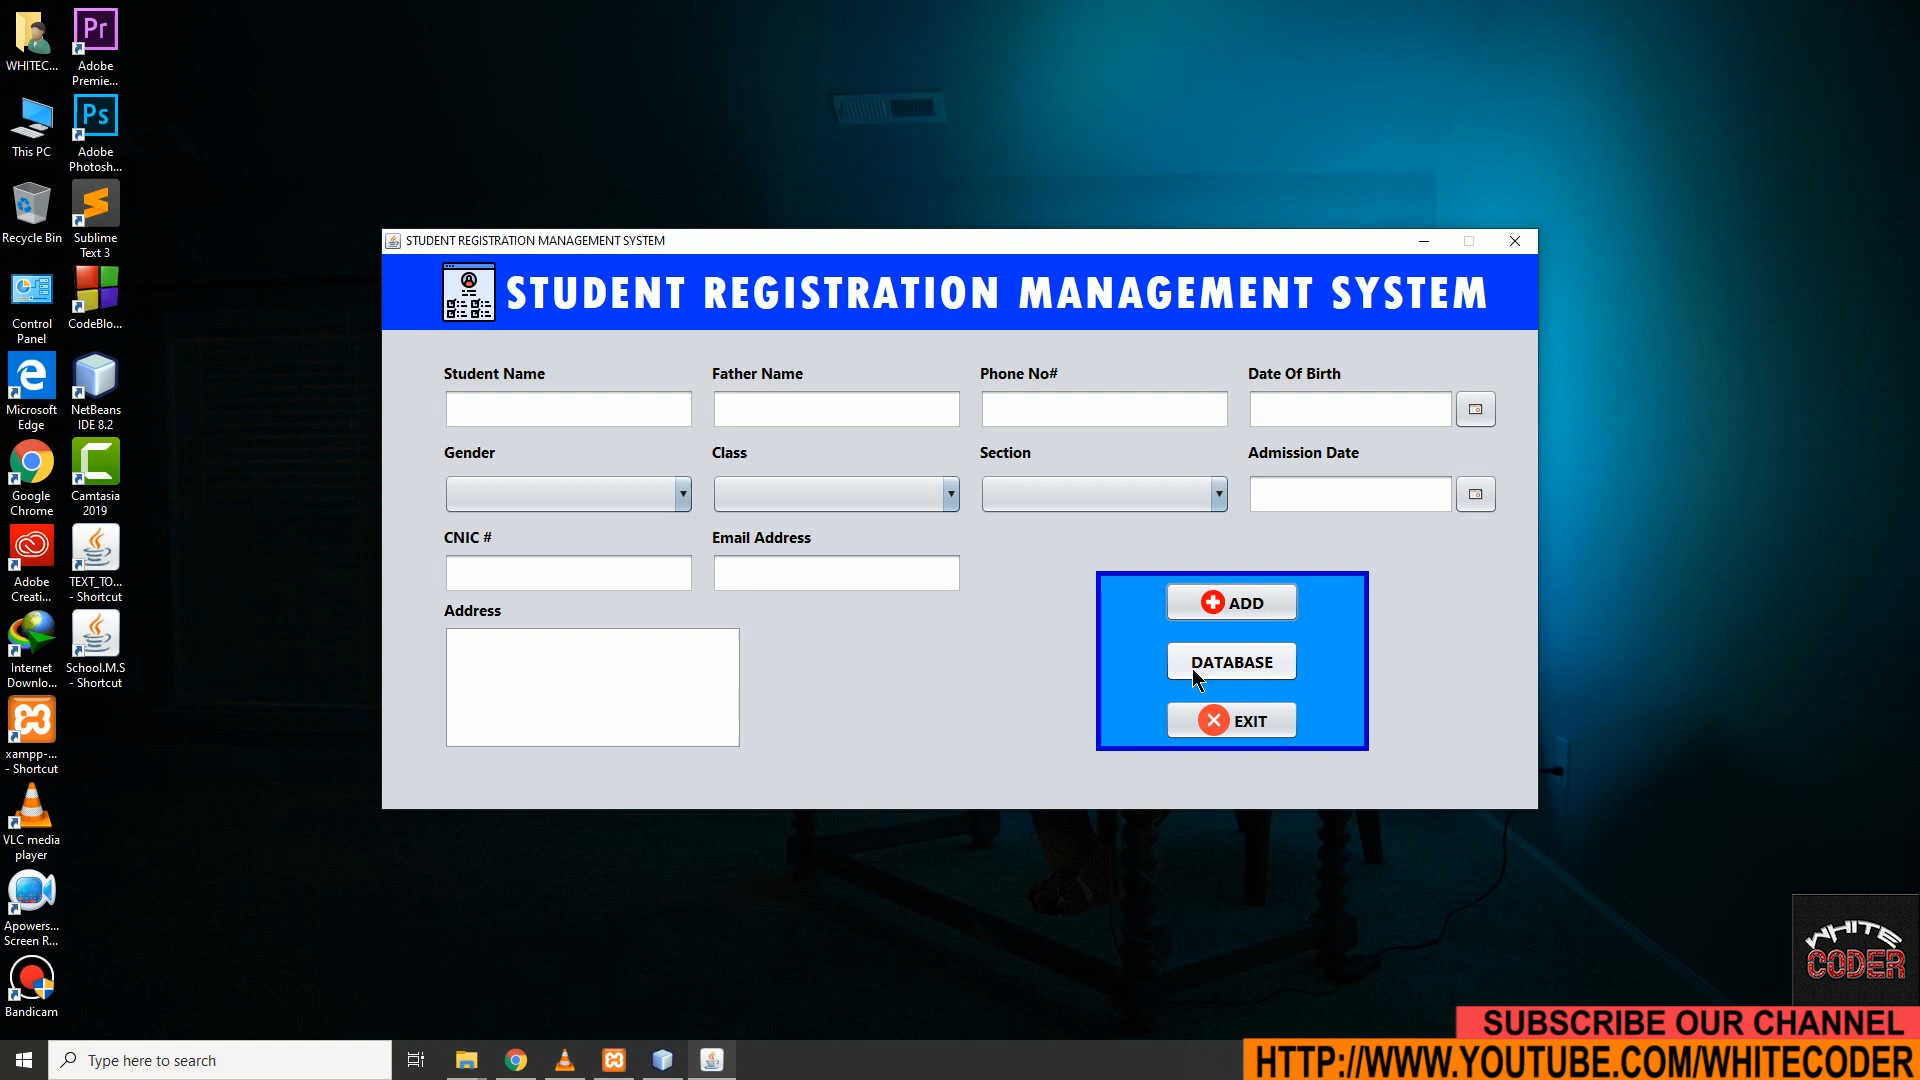 WHITEC...
Adobe
Premie...
This PC
Adobe
Photosh...
Recycle Bin
Sublime
Text 3
Control
Panel
CodeBlo...
Microsoft
Edge
NetBeans
IDE 8.2
Google
Chrome
Camtasia
2019
Adobe
Creati...
TEXT_TO...
- Shortcut
Internet
Downlo...
School.M.S
- Shortcut
xampp-...
- Shortcut
VLC media
player
Apowers...
Screen R...
Bandicam
STUDENT REGISTRATION MANAGEMENT SYSTEM
STUDENT REGISTRATION MANAGEMENT SYSTEM
Student Name
Father Name
Phone No#
Date Of Birth
Gender
Class
Section
Admission Date
CNIC #
Email Address
Address
ADD
DATABASE
EXIT
WHITE
CODER
SUBSCRIBE OUR CHANNEL
HTTP://WWW.YOUTUBE.COM/WHITECODER
Type here to search